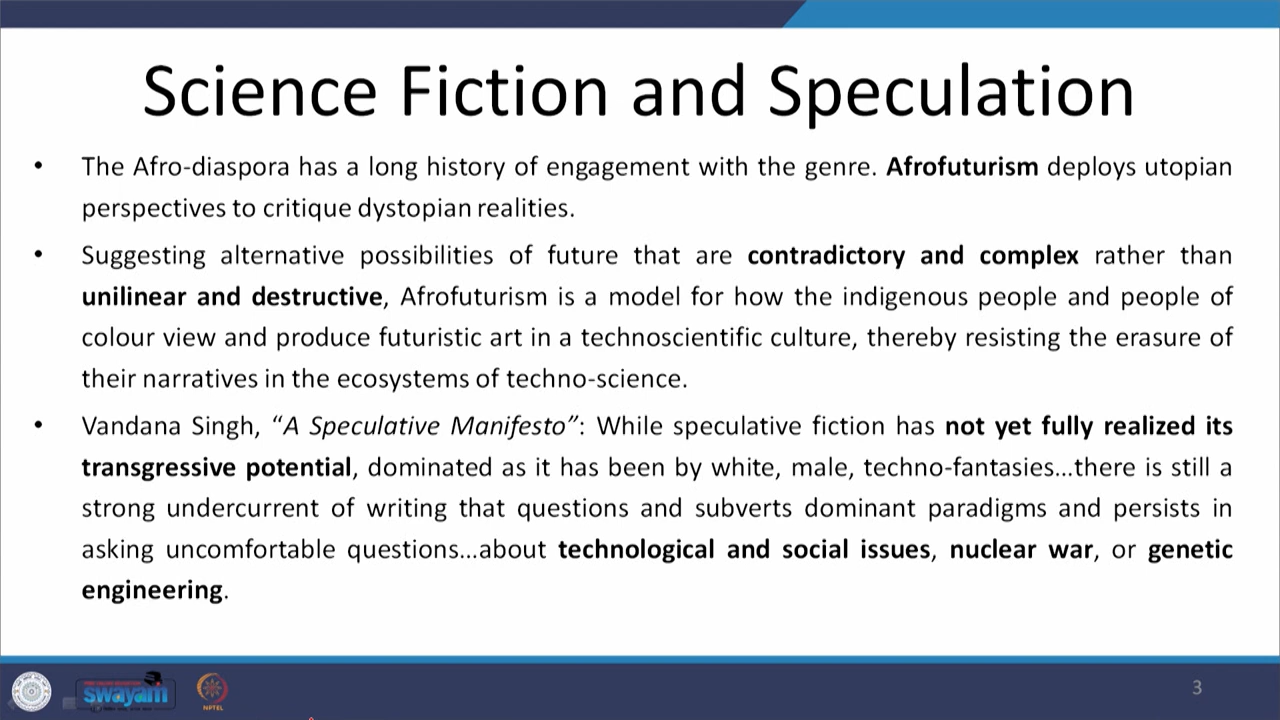 Science Fiction and Speculation
• The Afro-diaspora has a long history of engagement with the genre. Afrofuturism deploys utopian
perspectives to critique dystopian realities.
• Suggesting alternative possibilities of future that are contradictory and complex rather than
unilinear and destructive, Afrofuturism is a model for how the indigenous people and people of
colour view and produce futuristic art in a technoscientific culture, thereby resisting the erasure of
their narratives in the ecosystems of techno-science.
• Vandana Singh, “A Speculative Manifesto”: While speculative fiction has not yet fully realized its
transgressive potential, dominated as it has been by white, male, techno-fantasies...there is still a
strong undercurrent of writing that questions and subverts dominant paradigms and persists in
asking uncomfortable questions...about technological and social issues, nuclear war, or genetic
engineering.
swayam
NPTEL
3